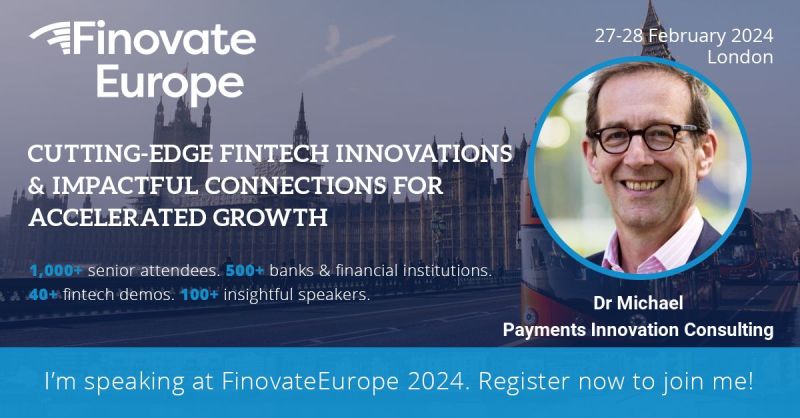 Finovate
Europe
27-28 February 2024
London
CUTTING-EDGE FINTECH INNOVATIONS
& IMPACTFUL CONNECTIONS FOR
ACCELERATED GROWTH
1,000+ senior attendees. 500+ banks & financial institutions.
40+ fintech demos. 100+ insightful speakers.
Dr Michael
Payments Innovation Consulting
I’m speaking at FinovateEurope 2024. Register now to join me!